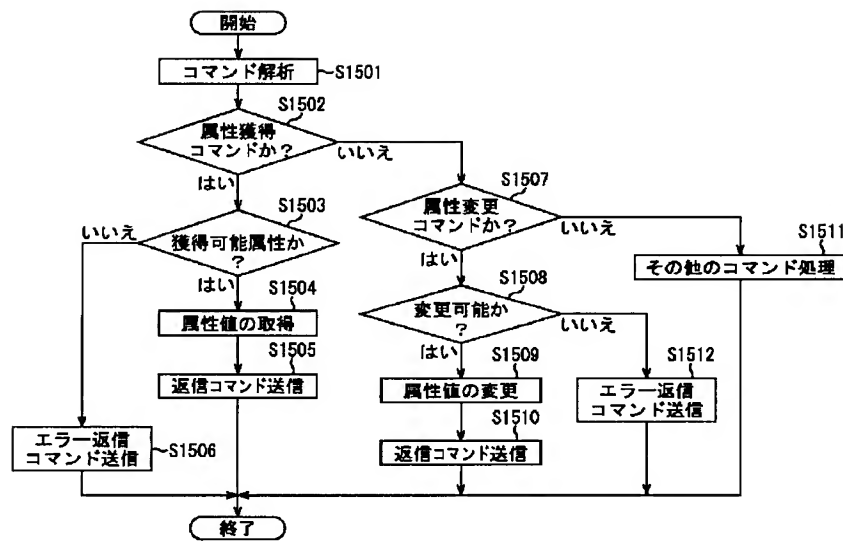 開始
コマンド解析
S1501
S1502
属性獲得
コマンドか？
いいえ
はい
S1503
獲得可能属性か
？
いいえ
はい
S1504
属性値の取得
S1505
返信コマンド送信
エラー返信
コマンド送信
S1506
S1507
属性変更
コマンドか？
いいえ
はい
S1511
その他のコマンド処理
S1508
変更可能か
？
いいえ
はい
S1509
属性値の変更
S1510
返信コマンド送信
S1512
エラー返信
コマンド送信
終了